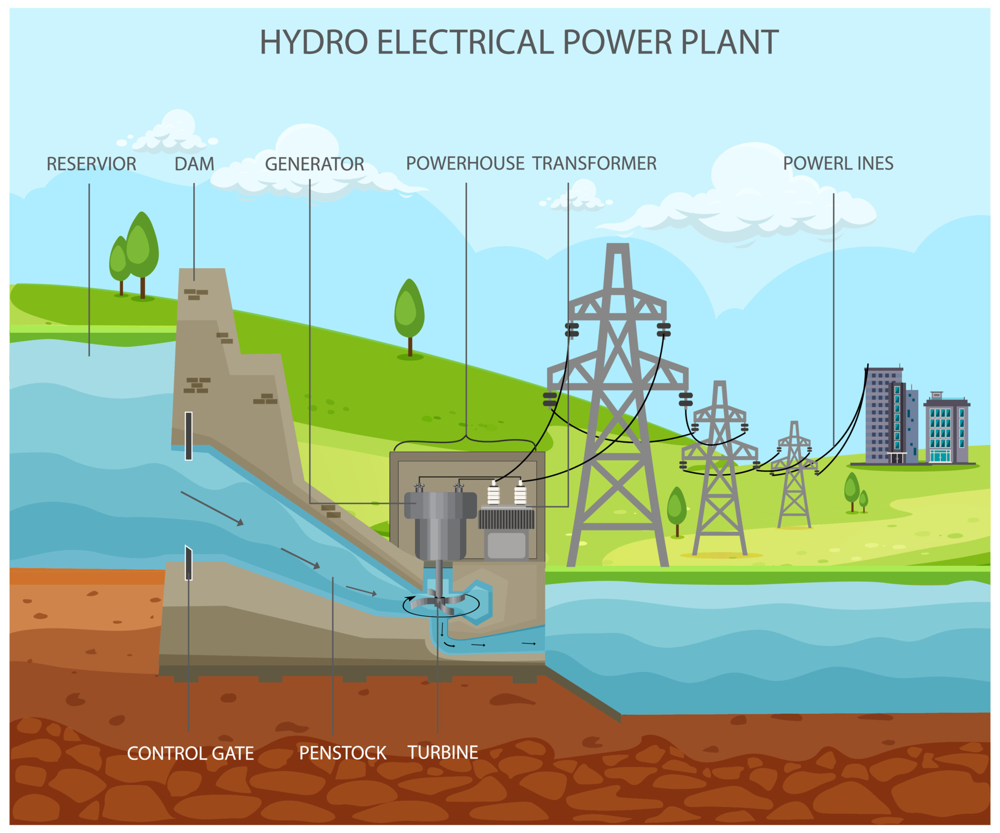 HYDRO ELECTRICAL POWER PLANT
RESERVIOR
DAM
GENERATOR
POWERHOUSE
TRANSFORMER
POWERL INES
CONTROL GATE
PENSTOCK
TURBINE